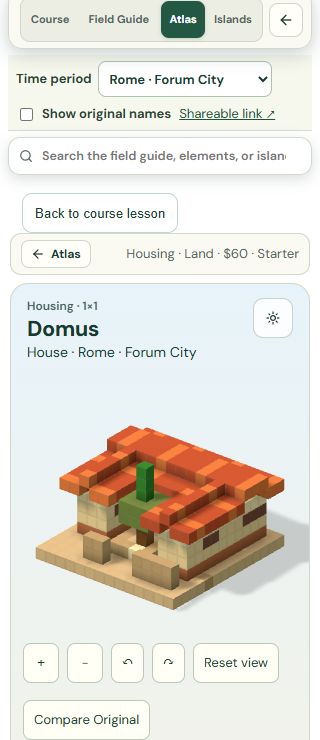 Course Field Guide Atlas Islands ←
Time period Rome · Forum City
Show original names Shareable link ↗
Search the field guide, elements, or islan
Back to course lesson
← Atlas Housing · Land · $60 · Starter
Housing · 1×1
Domus
House · Rome · Forum City
+ − ↶ ↷ Reset view
Compare Original